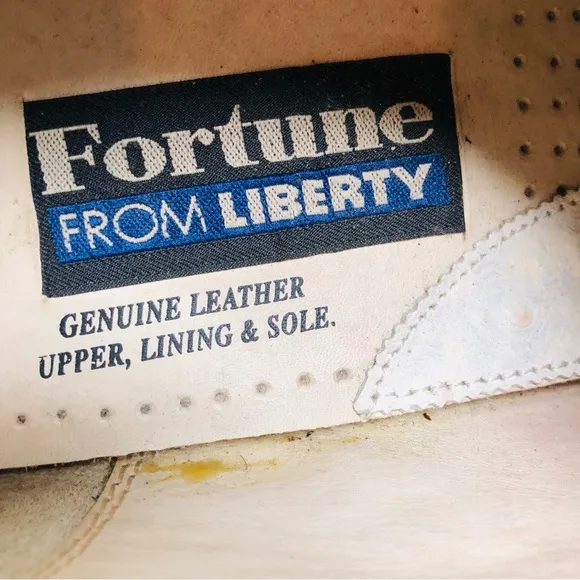 Fortune
FROM LIBERTY
GENUINE LEATHER
UPPER, LINING & SOLE.